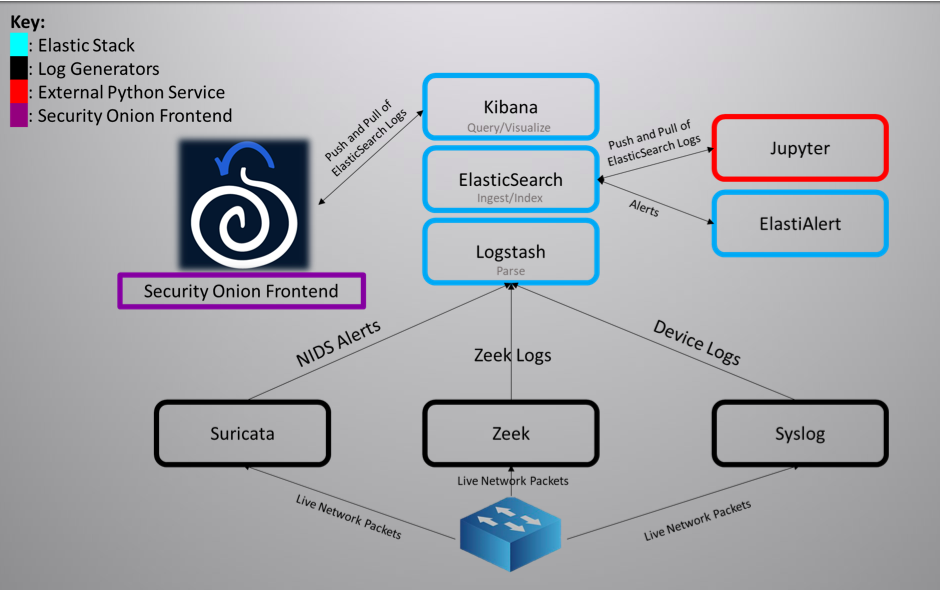 Key:
: Elastic Stack
: Log Generators
: External Python Service
: Security Onion Frontend
Push and Pull of
ElasticSearch Logs
Kibana
Query/Visualize
ElasticSearch
Ingest/Index
Logstash
Parse
Push and Pull of
ElasticSearch Logs
Alerts
Jupyter
ElastiAlert
Security Onion Frontend
NIDS Alerts
Zeek Logs
Device Logs
Suricata
Zeek
Syslog
Live Network Packets
Live Network Packets
Live Network Packets